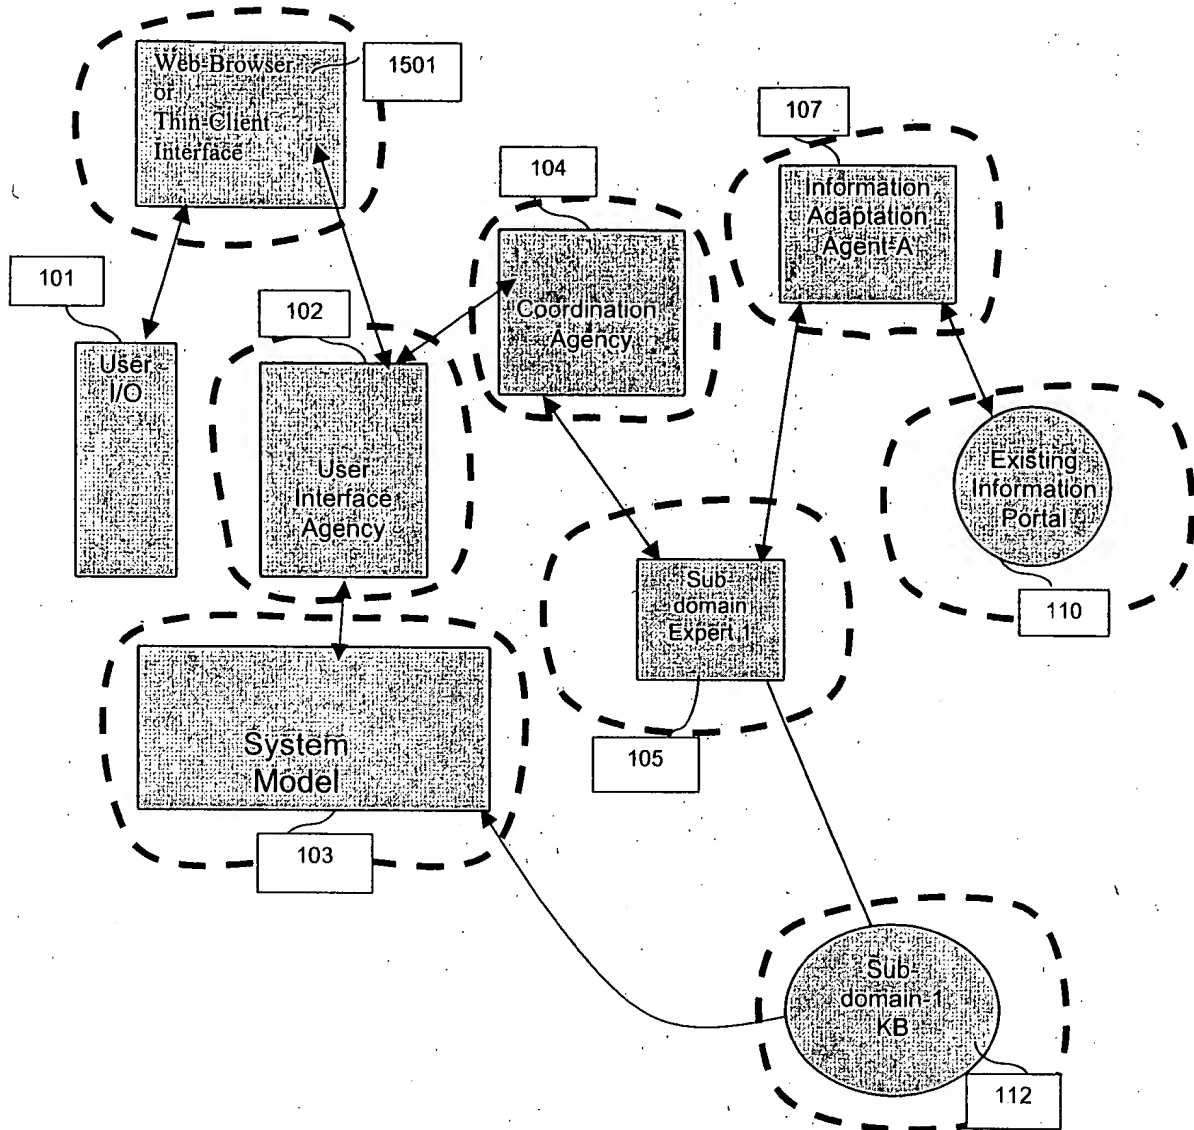 Web-Browser
or
Thin-Client
Interface
1501
107
104
Information
Adaptation
Agent-A
101
102
Coordination
Agency
User
I/O
User
Interface
Agency
Existing
Information
Portal
Sub-
domain
Expert 1
110
System
Model
105
103
Sub-
domain-1
KB
112